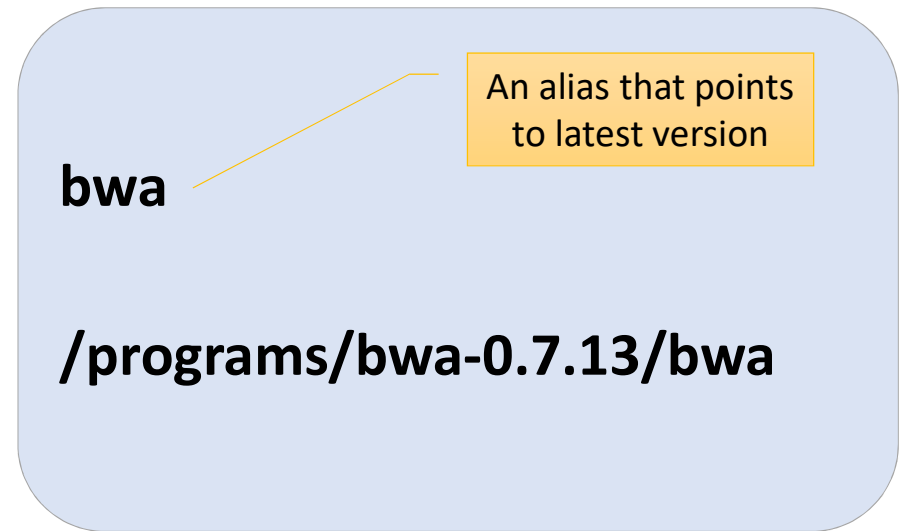 An alias that points
to latest version
bwa
/programs/bwa-0.7.13/bwa